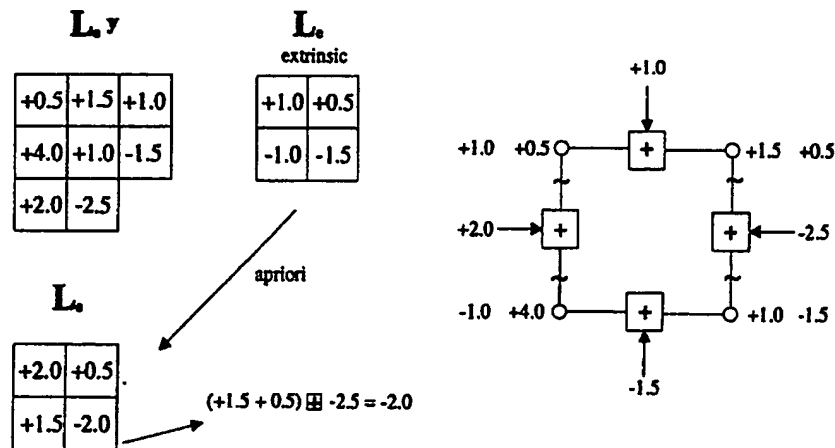 Lₑ y
Lₑ
extrinsic
+0.5 +1.5 +1.0
+4.0 +1.0 -1.5
+2.0 -2.5
+1.0 +0.5
-1.0 -1.5
apriori
Lₑ
+2.0 +0.5
+1.5 -2.0
(+1.5 + 0.5) ⊞ -2.5 = -2.0
+1.0
+1.0 +0.5
+
+1.5 +0.5
+2.0
+
+
-2.5
-1.0 +4.0
+
+1.0 -1.5
-1.5